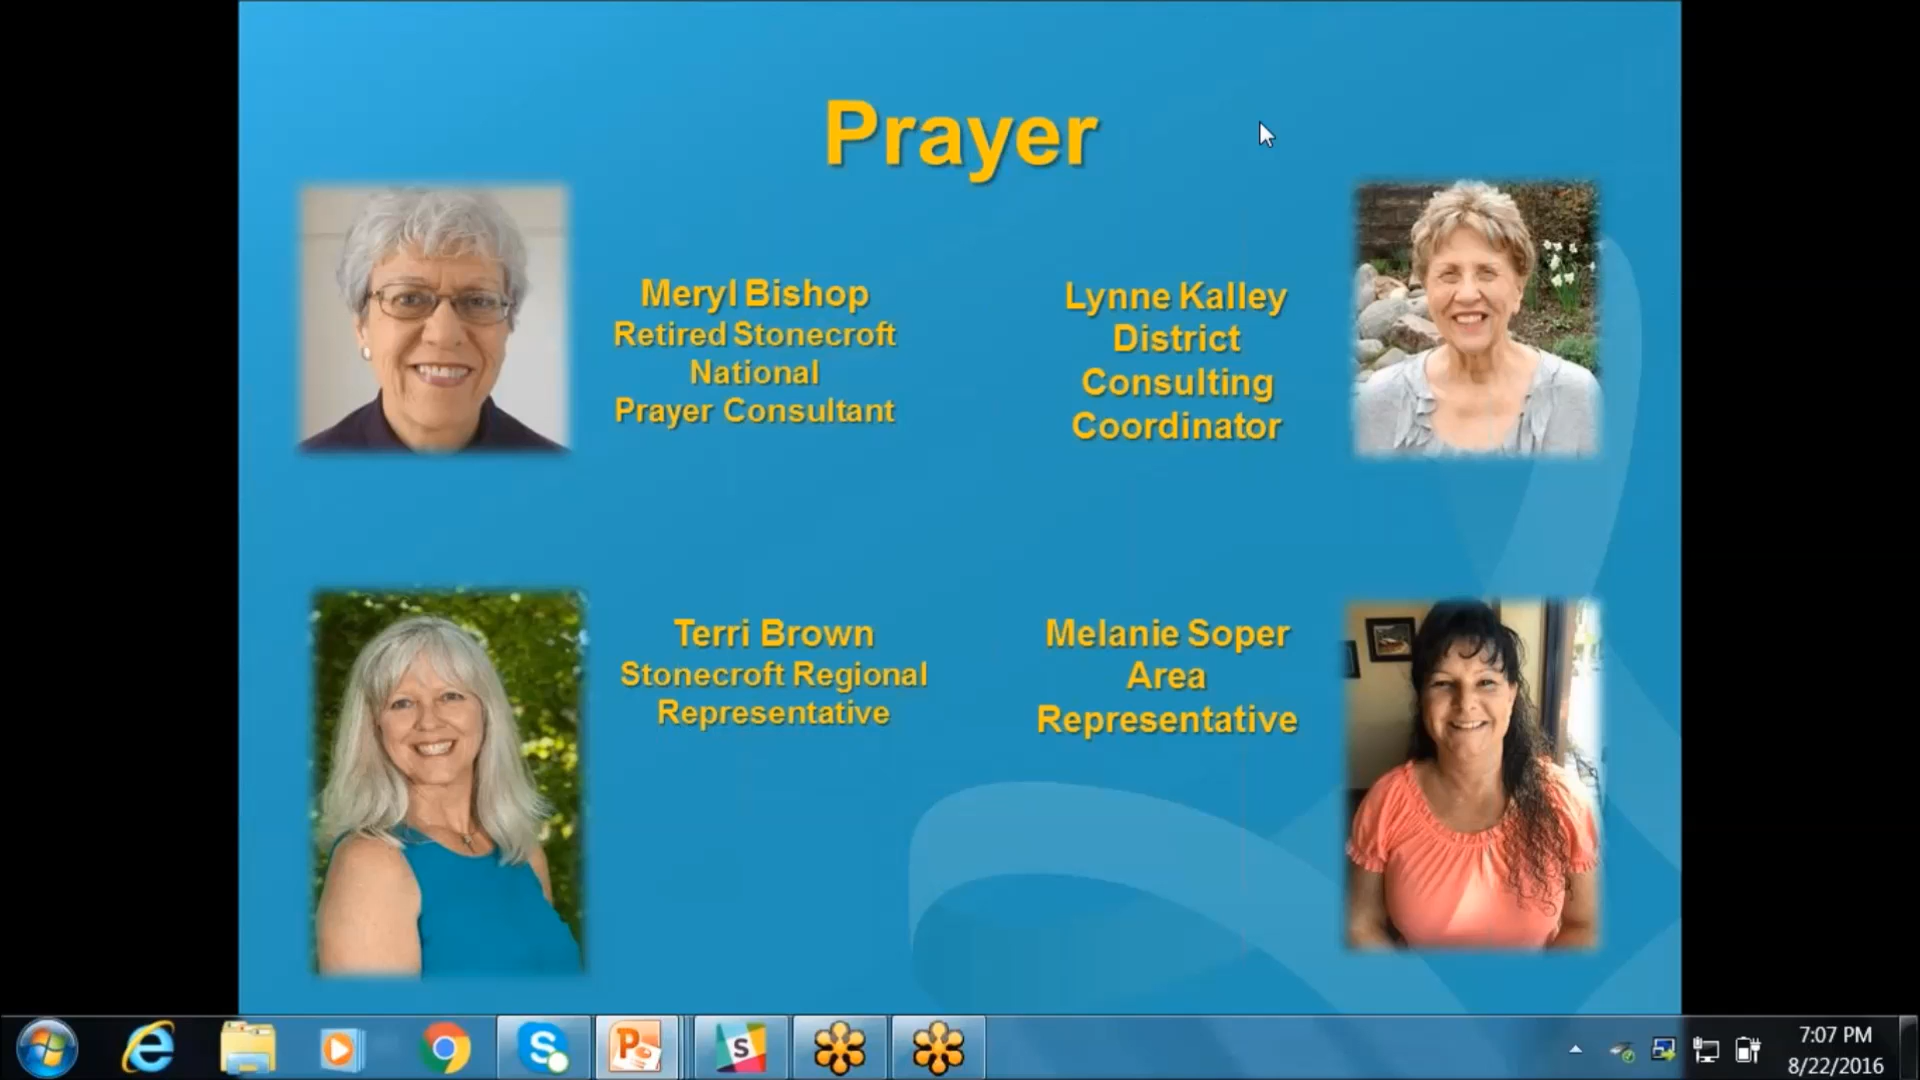 Prayer
Meryl Bishop
Retired Stonecroft
National
Prayer Consultant
Lynne Kalley
District
Consulting
Coordinator
Terri Brown
Stonecroft Regional
Representative
Melanie Soper
Area
Representative
7:07 PM
8/22/2016